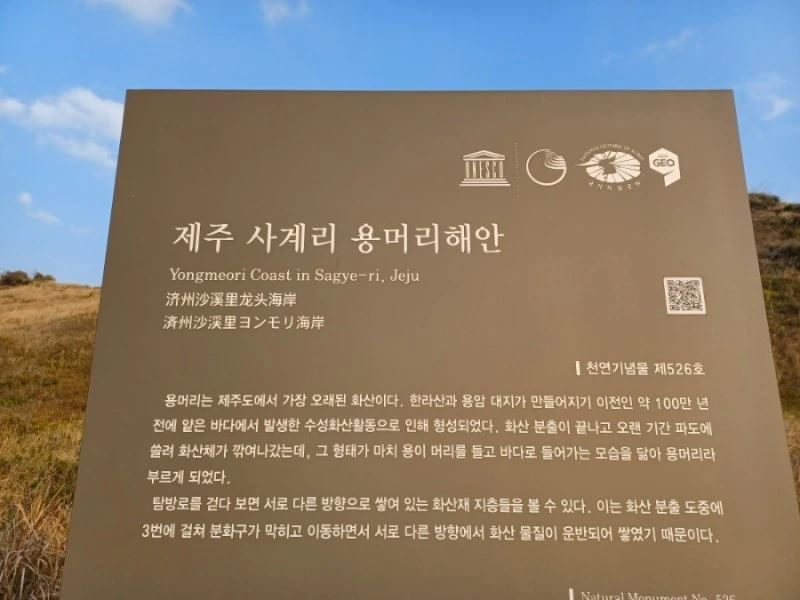 UNESCO
GEO
국가지질공원
제주 사계리 용머리해안
Yongmeori Coast in Sagye-ri, Jeju
济州沙溪里龙头海岸
済州沙渓里ヨンモリ海岸
천연기념물 제526호
용머리는 제주도에서 가장 오래된 화산이다. 한라산과 용암 대지가 만들어지기 이전인 약 100만 년
전에 얕은 바다에서 발생한 수성화산활동으로 인해 형성되었다. 화산 분출이 끝나고 오랜 기간 파도에
쓸려 화산체가 깎여나갔는데, 그 형태가 마치 용이 머리를 들고 바다로 들어가는 모습을 닮아 용머리라
부르게 되었다.
탐방로를 걷다 보면 서로 다른 방향으로 쌓여 있는 화산재 지층들을 볼 수 있다. 이는 화산 분출 도중에
3번에 걸쳐 분화구가 막히고 이동하면서 서로 다른 방향에서 화산 물질이 운반되어 쌓였기 때문이다.
Natural Monument No. 526